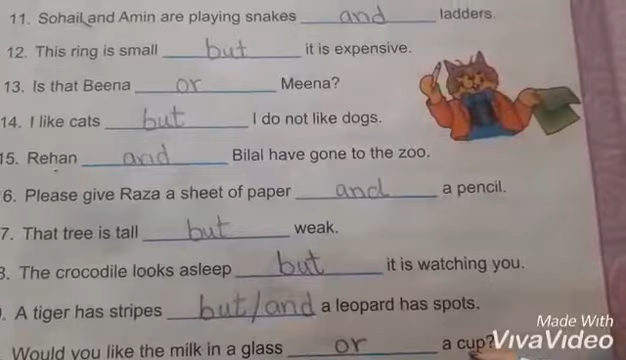 11. Sohail and Amin are playing snakes and ladders.
12. This ring is small but it is expensive.
13. Is that Beena or Meena?
14. I like cats but I do not like dogs.
15. Rehan and Bilal have gone to the zoo.
6. Please give Raza a sheet of paper and a pencil.
7. That tree is tall but weak.
8. The crocodile looks asleep but it is watching you.
. A tiger has stripes but/and a leopard has spots.
Would you like the milk in a glass or a cup?
Made With
VivaVideo